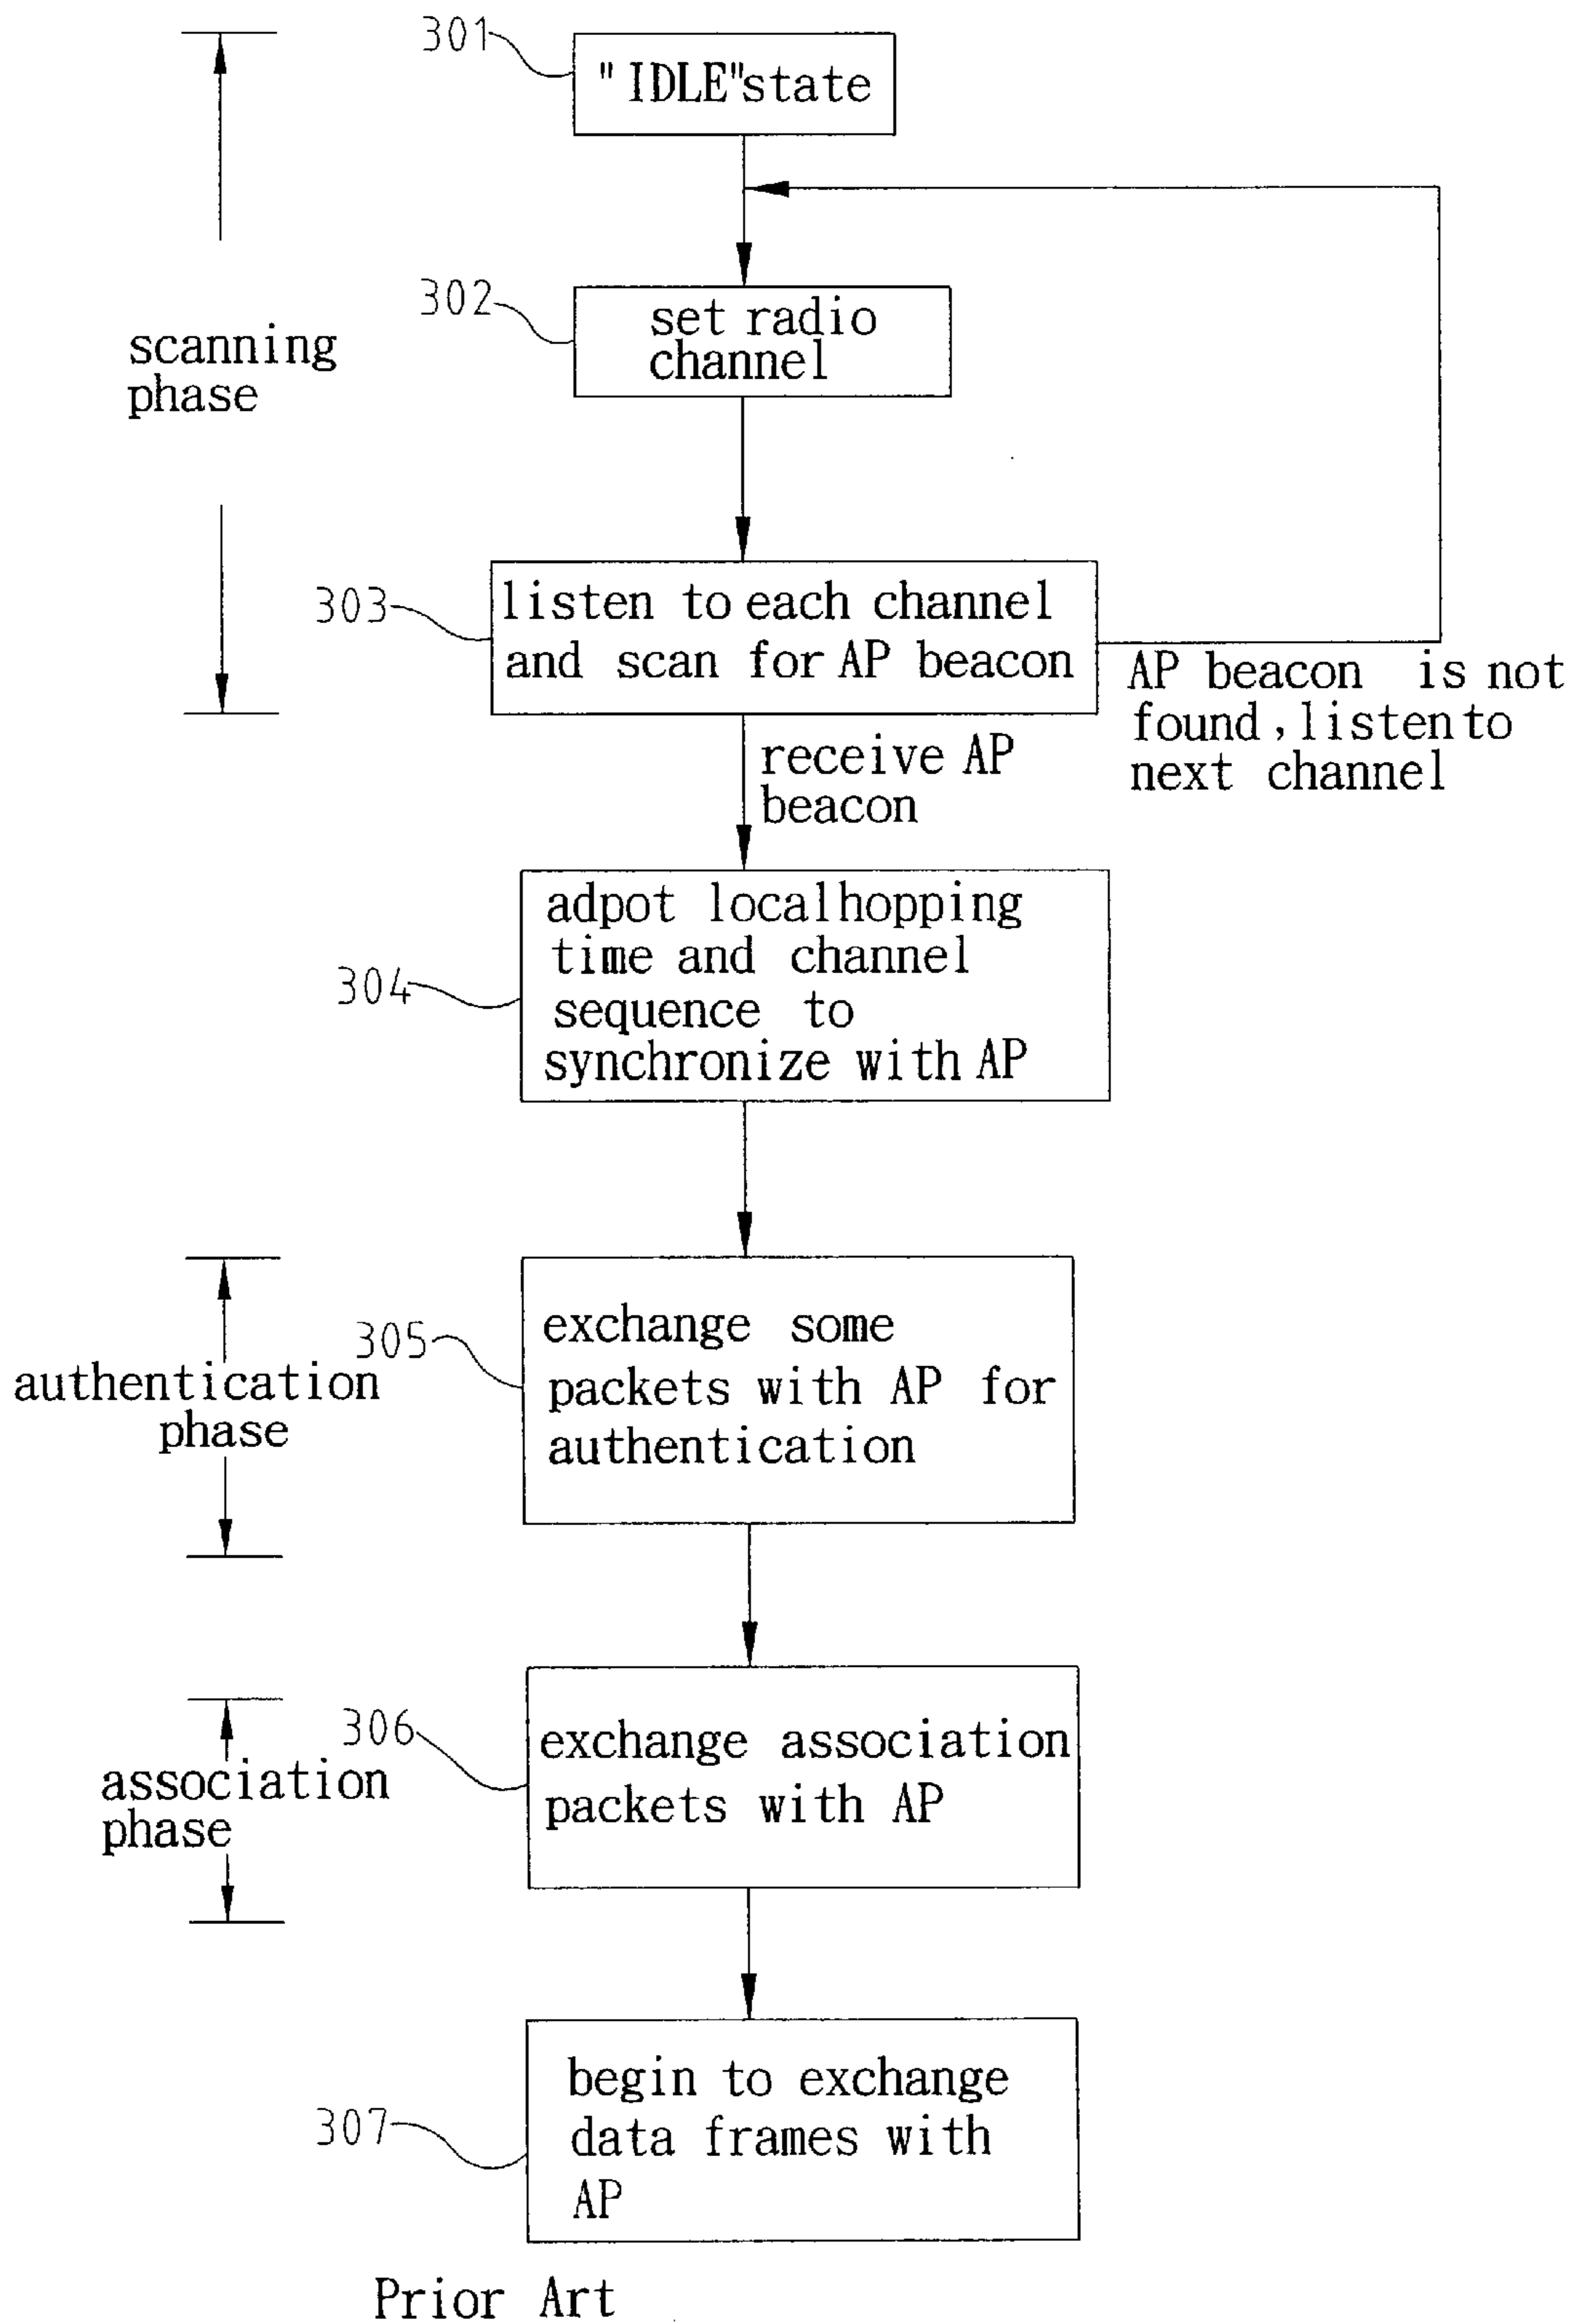 301
"IDLE"state
302
set radio
channel
scanning
phase
303
listen to each channel
and scan for AP beacon
AP beacon is not
found, listen to
next channel
receive AP
beacon
304
adpot localhopping
time and channel
sequence to
synchronize with AP
305
exchange some
packets with AP for
authentication
authentication
phase
306
exchange association
packets with AP
association
phase
307
begin to exchange
data frames with
AP
Prior Art